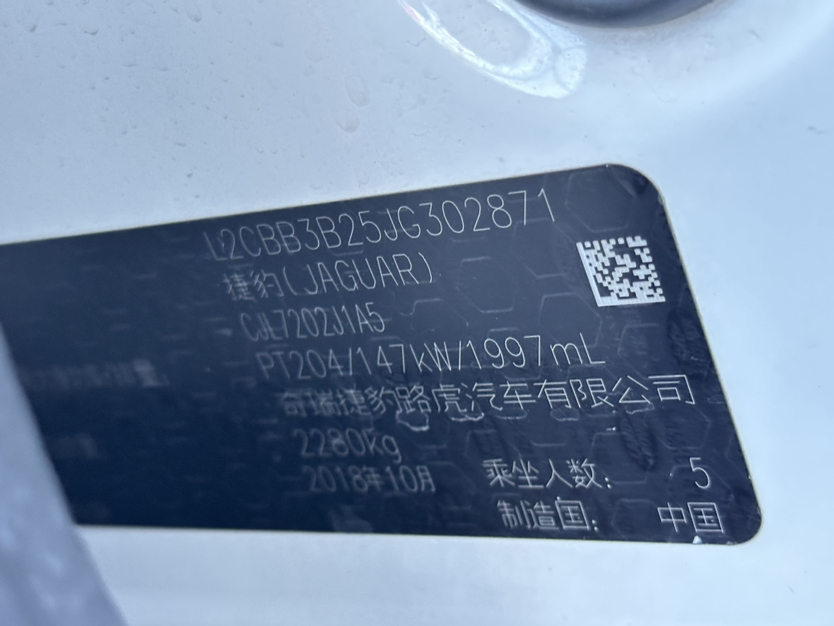 L2CBB3B25JG302871
捷豹(JAGUAR)
CJL7202J1A5
PT204/147kW/1997mL
奇瑞捷豹路虎汽车有限公司
2280kg
2018年10月 乘坐人数: 5
制造国: 中国